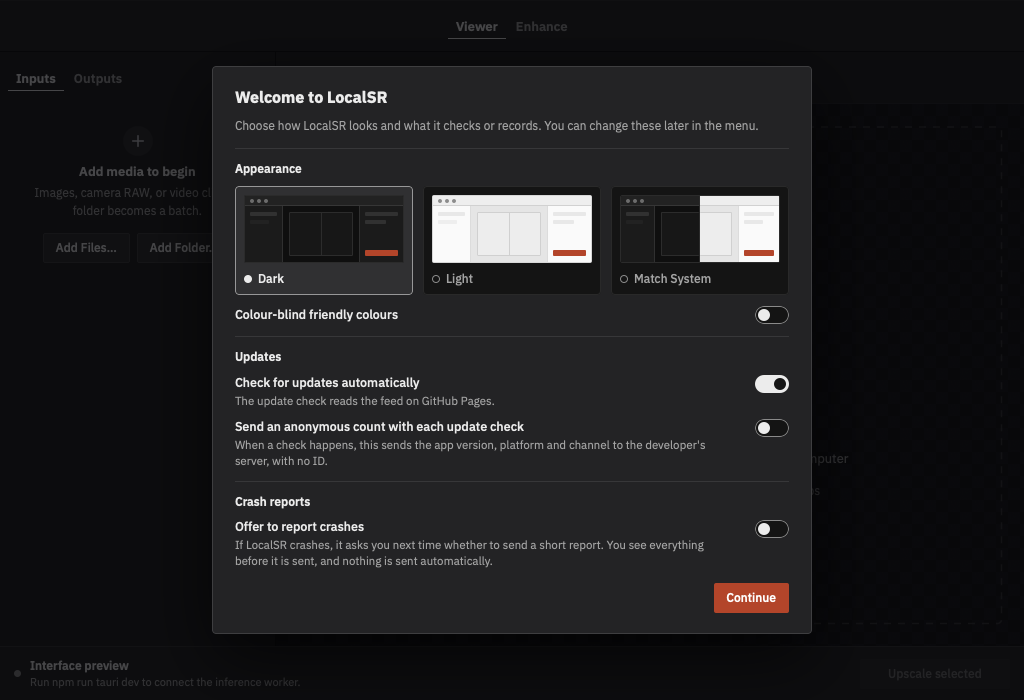 Viewer Enhance
Inputs Outputs
Add media to begin
Images, camera RAW, or video
folder becomes a batch.
Add Files... Add Folder..
Welcome to LocalSR
Choose how LocalSR looks and what it checks or records. You can change these later in the menu.
Appearance
Dark
Light
Match System
Colour-blind friendly colours
Updates
Check for updates automatically
The update check reads the feed on GitHub Pages.
Send an anonymous count with each update check
When a check happens, this sends the app version, platform and channel to the developer's
server, with no ID.
Crash reports
Offer to report crashes
If LocalSR crashes, it asks you next time whether to send a short report. You see everything
before it is sent, and nothing is sent automatically.
Continue
Interface preview
Run npm run tauri dev to connect the inference worker.
Upscale selected